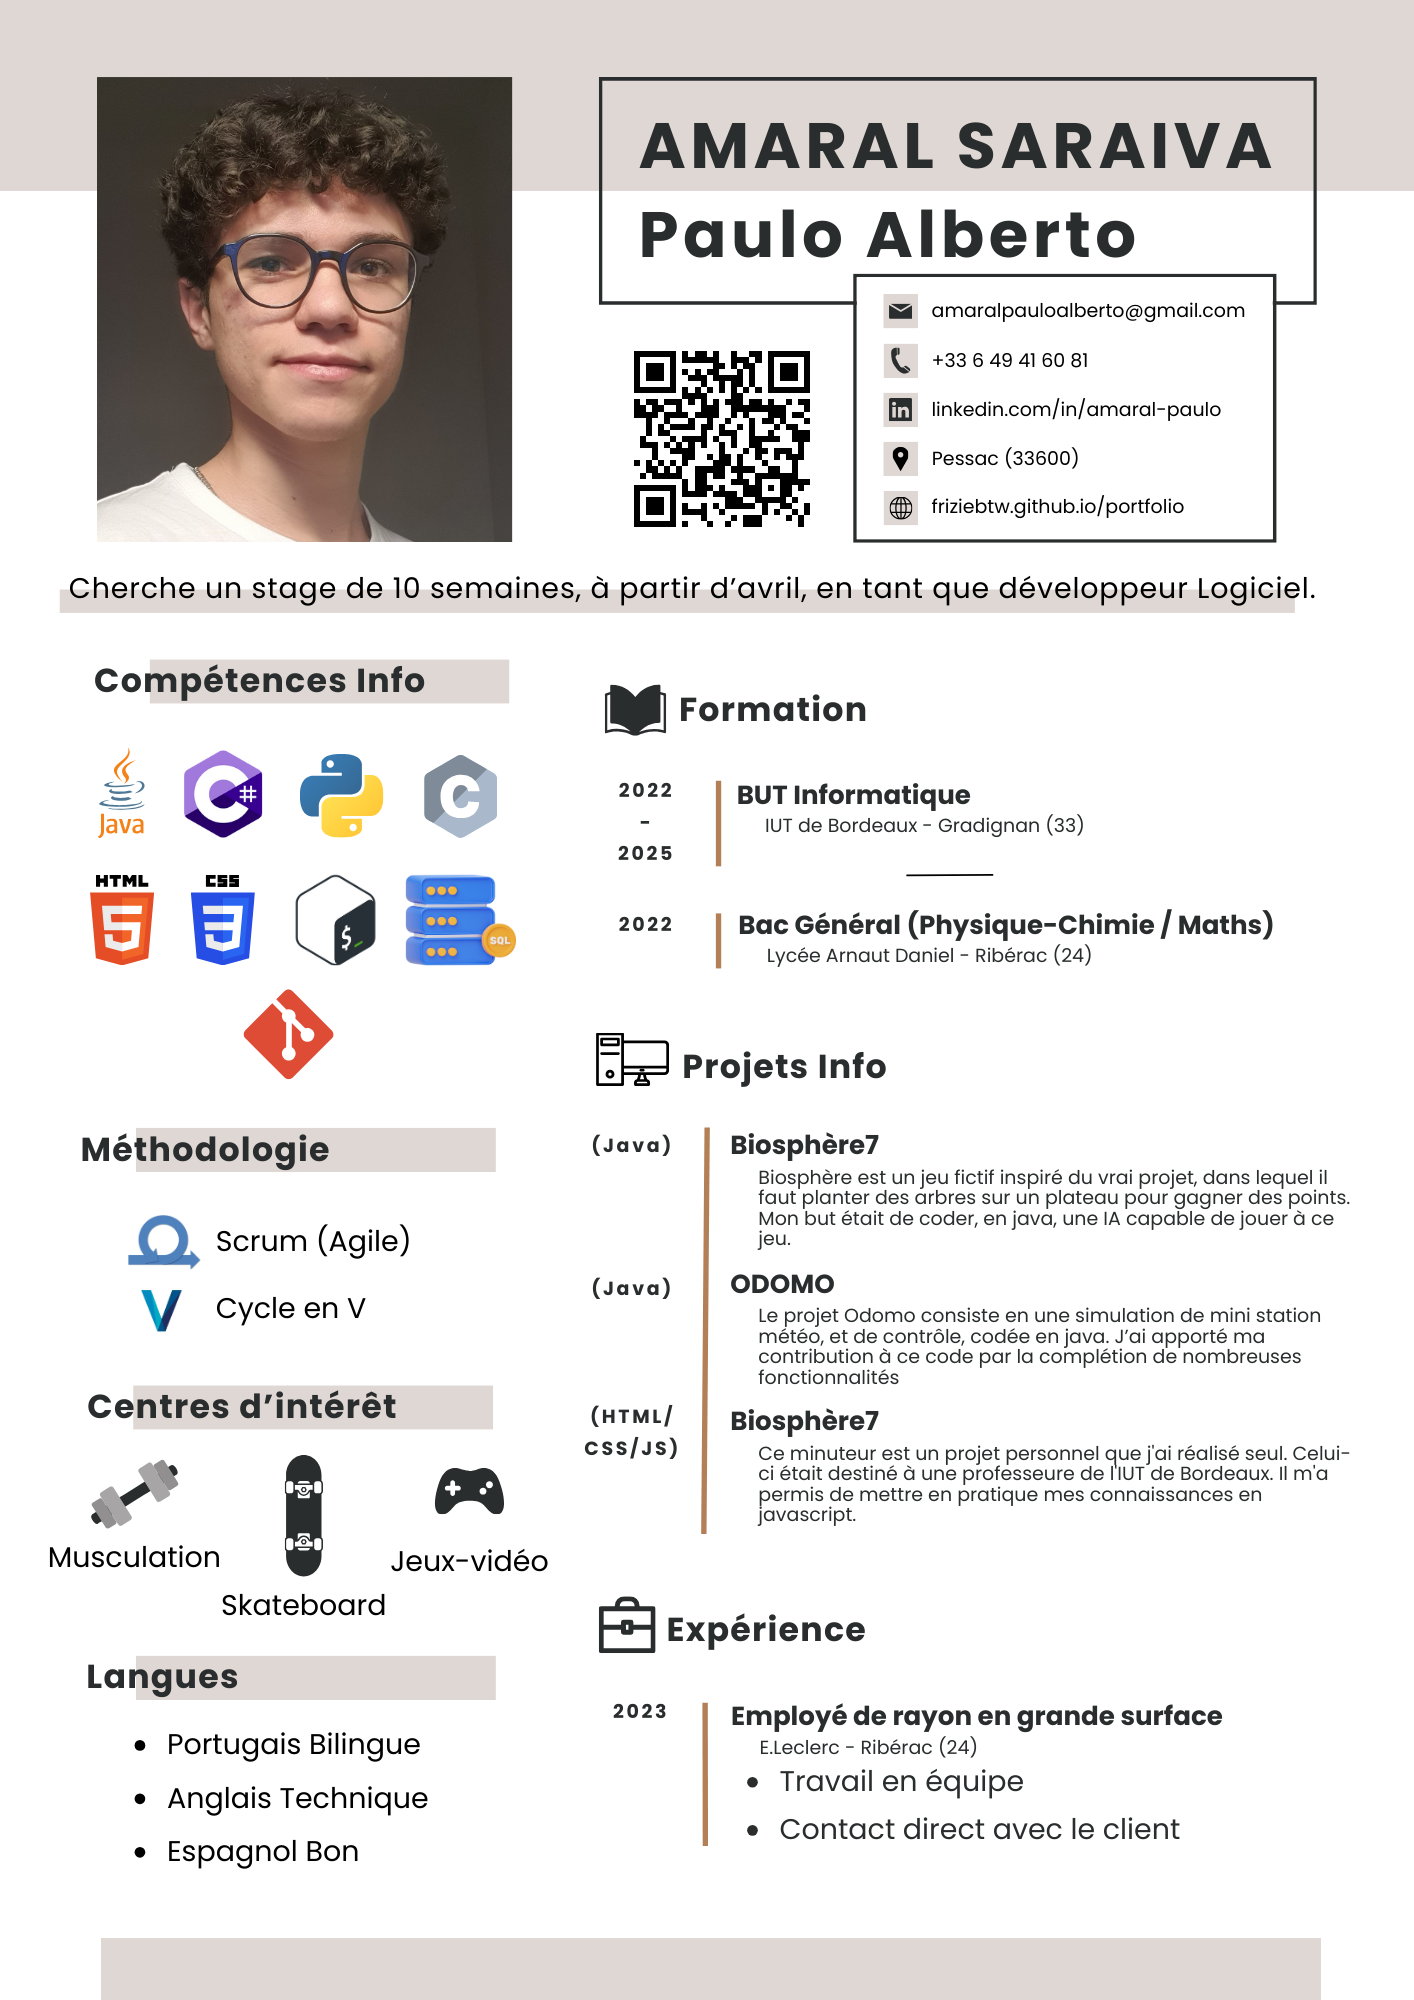 AMARAL SARAIVA
Paulo Alberto
amaralpauloalberto@gmail.com
+33 6 49 41 60 81
linkedin.com/in/amaral-paulo
Pessac (33600)
friziebtw.github.io/portfolio
Cherche un stage de 10 semaines, à partir d’avril, en tant que développeur Logiciel.
Compétences Info
Java
C#
C
HTML
5
CSS
3
$_
SQL
Méthodologie
Scrum (Agile)
V Cycle en V
Centres d’intérêt
Musculation
Skateboard
Jeux-vidéo
Langues
• Portugais Bilingue
• Anglais Technique
• Espagnol Bon
Formation
2022
-
2025
BUT Informatique
IUT de Bordeaux - Gradignan (33)
2022
Bac Général (Physique-Chimie / Maths)
Lycée Arnaut Daniel - Ribérac (24)
Projets Info
(Java)
Biosphère7
Biosphère est un jeu fictif inspiré du vrai projet, dans lequel il
faut planter des arbres sur un plateau pour gagner des points.
Mon but était de coder, en java, une IA capable de jouer à ce
jeu.
(Java)
ODOMO
Le projet Odomo consiste en une simulation de mini station
météo, et de contrôle, codée en java. J’ai apporté ma
contribution à ce code par la complétion de nombreuses
fonctionnalités
(HTML/
CSS/JS)
Biosphère7
Ce minuteur est un projet personnel que j'ai réalisé seul. Celui-
ci était destiné à une professeure de l'IUT de Bordeaux. Il m'a
permis de mettre en pratique mes connaissances en
javascript.
Expérience
2023
Employé de rayon en grande surface
E.Leclerc - Ribérac (24)
• Travail en équipe
• Contact direct avec le client